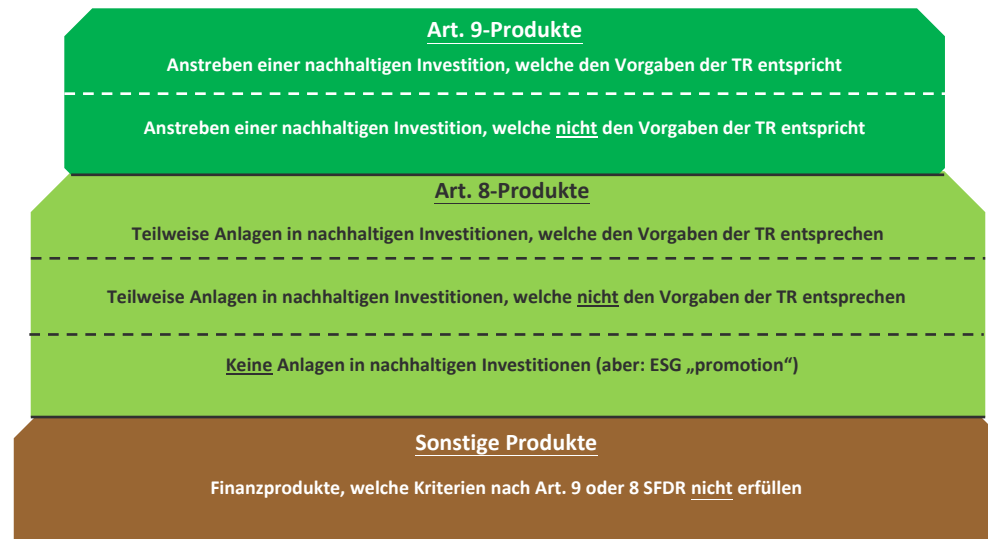 Art. 9-Produkte
Anstreben einer nachhaltigen Investition, welche den Vorgaben der TR entspricht
Anstreben einer nachhaltigen Investition, welche nicht den Vorgaben der TR entspricht
Art. 8-Produkte
Teilweise Anlagen in nachhaltigen Investitionen, welche den Vorgaben der TR entsprechen
Teilweise Anlagen in nachhaltigen Investitionen, welche nicht den Vorgaben der TR entsprechen
Keine Anlagen in nachhaltigen Investitionen (aber: ESG „promotion“)
Sonstige Produkte
Finanzprodukte, welche Kriterien nach Art. 9 oder 8 SFDR nicht erfüllen